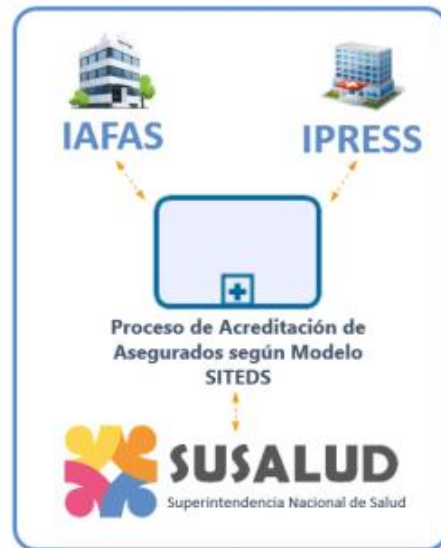 IAFAS
IPRESS
Proceso de Acreditación de
Asegurados según Modelo
SITEDS
SUSALUD
Superintendencia Nacional de Salud